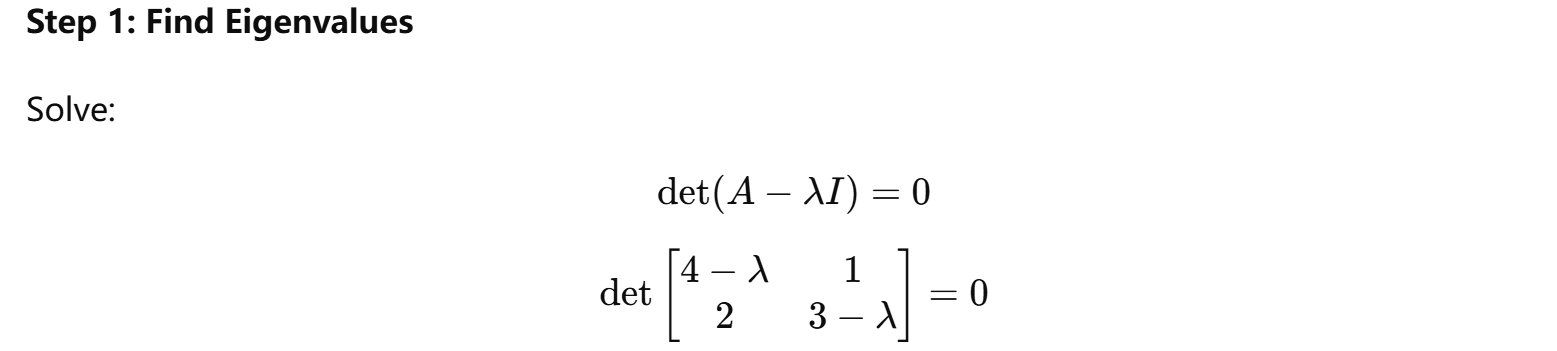 Step 1: Find Eigenvalues
Solve:
det(A − λI) = 0
det [4 − λ 1
2 3 − λ] = 0